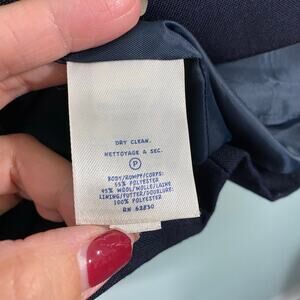 DRY CLEAN.
NETTOYAGE A SEC.
P
BODY/RUMPF/CORPS:
55% POLYESTER
45% WOOL/WOLLE/LAINE
LINING/FUTTER/DOUBLURE:
100% POLYESTER
RN 62830